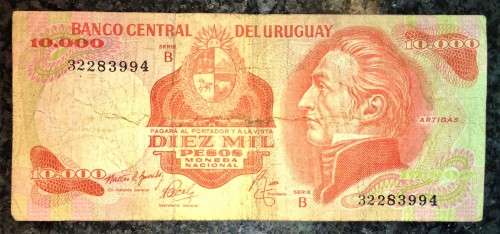 BANCO CENTRAL DEL URUGUAY
10.000
10.000
SERIE
B
32283994
ARTIGAS
PAGARÁ AL PORTADOR Y A LA VISTA
DIEZ MIL
PESOS
MONEDA
NACIONAL
10.000
SERIE
B
32283994